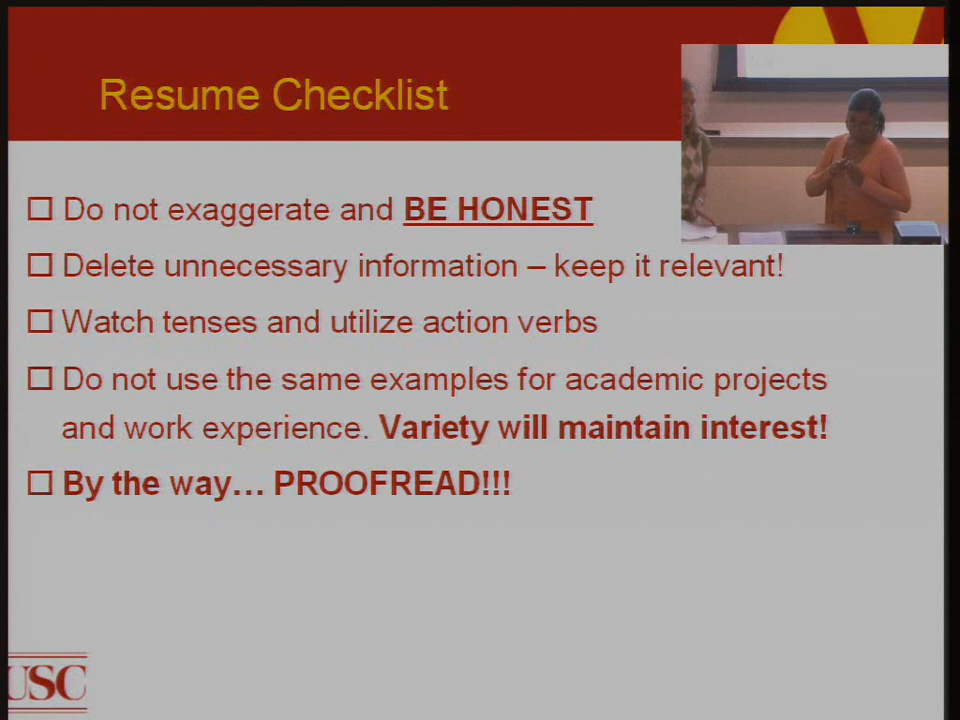 Resume Checklist
Do not exaggerate and BE HONEST
Delete unnecessary information – keep it relevant!
Watch tenses and utilize action verbs
Do not use the same examples for academic projects
and work experience. Variety will maintain interest!
By the way… PROOFREAD!!!
USC